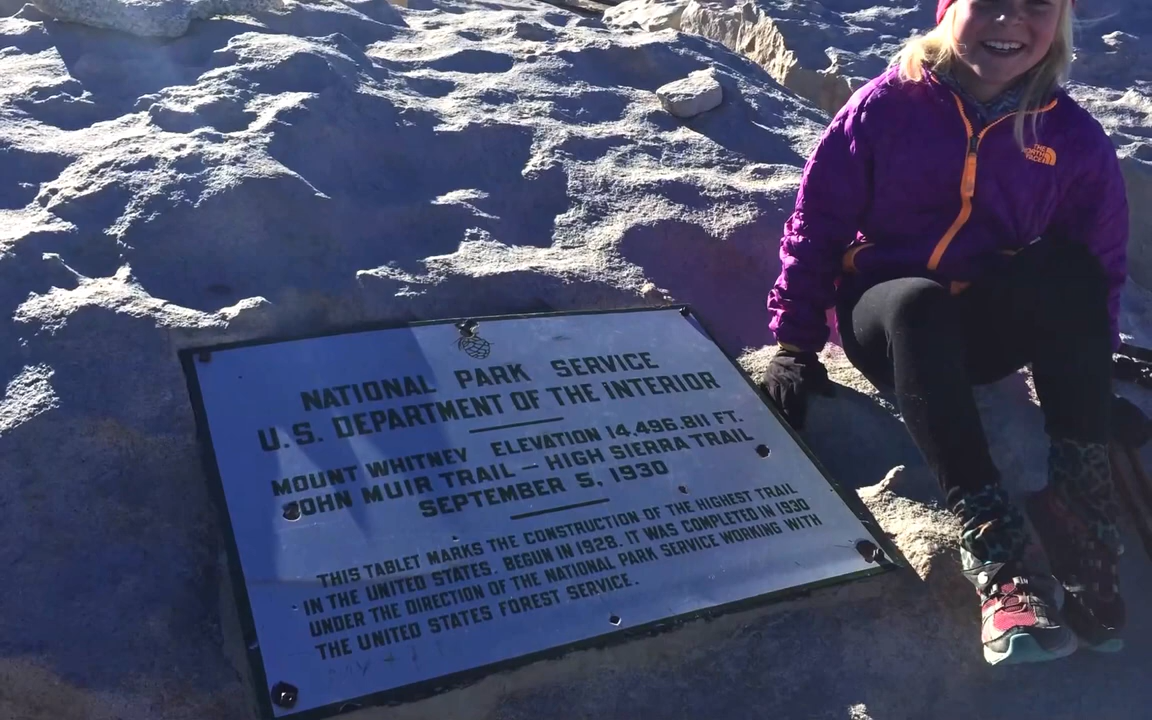 NATIONAL PARK SERVICE
U.S. DEPARTMENT OF THE INTERIOR
MOUNT WHITNEY ELEVATION 14,496.811 FT.
JOHN MUIR TRAIL — HIGH SIERRA TRAIL
SEPTEMBER 5, 1930
THIS TABLET MARKS THE CONSTRUCTION OF THE HIGHEST TRAIL
IN THE UNITED STATES. BEGUN IN 1928. IT WAS COMPLETED IN 1930
UNDER THE DIRECTION OF THE NATIONAL PARK SERVICE WORKING WITH
THE UNITED STATES FOREST SERVICE.
THE
NORTH
FACE